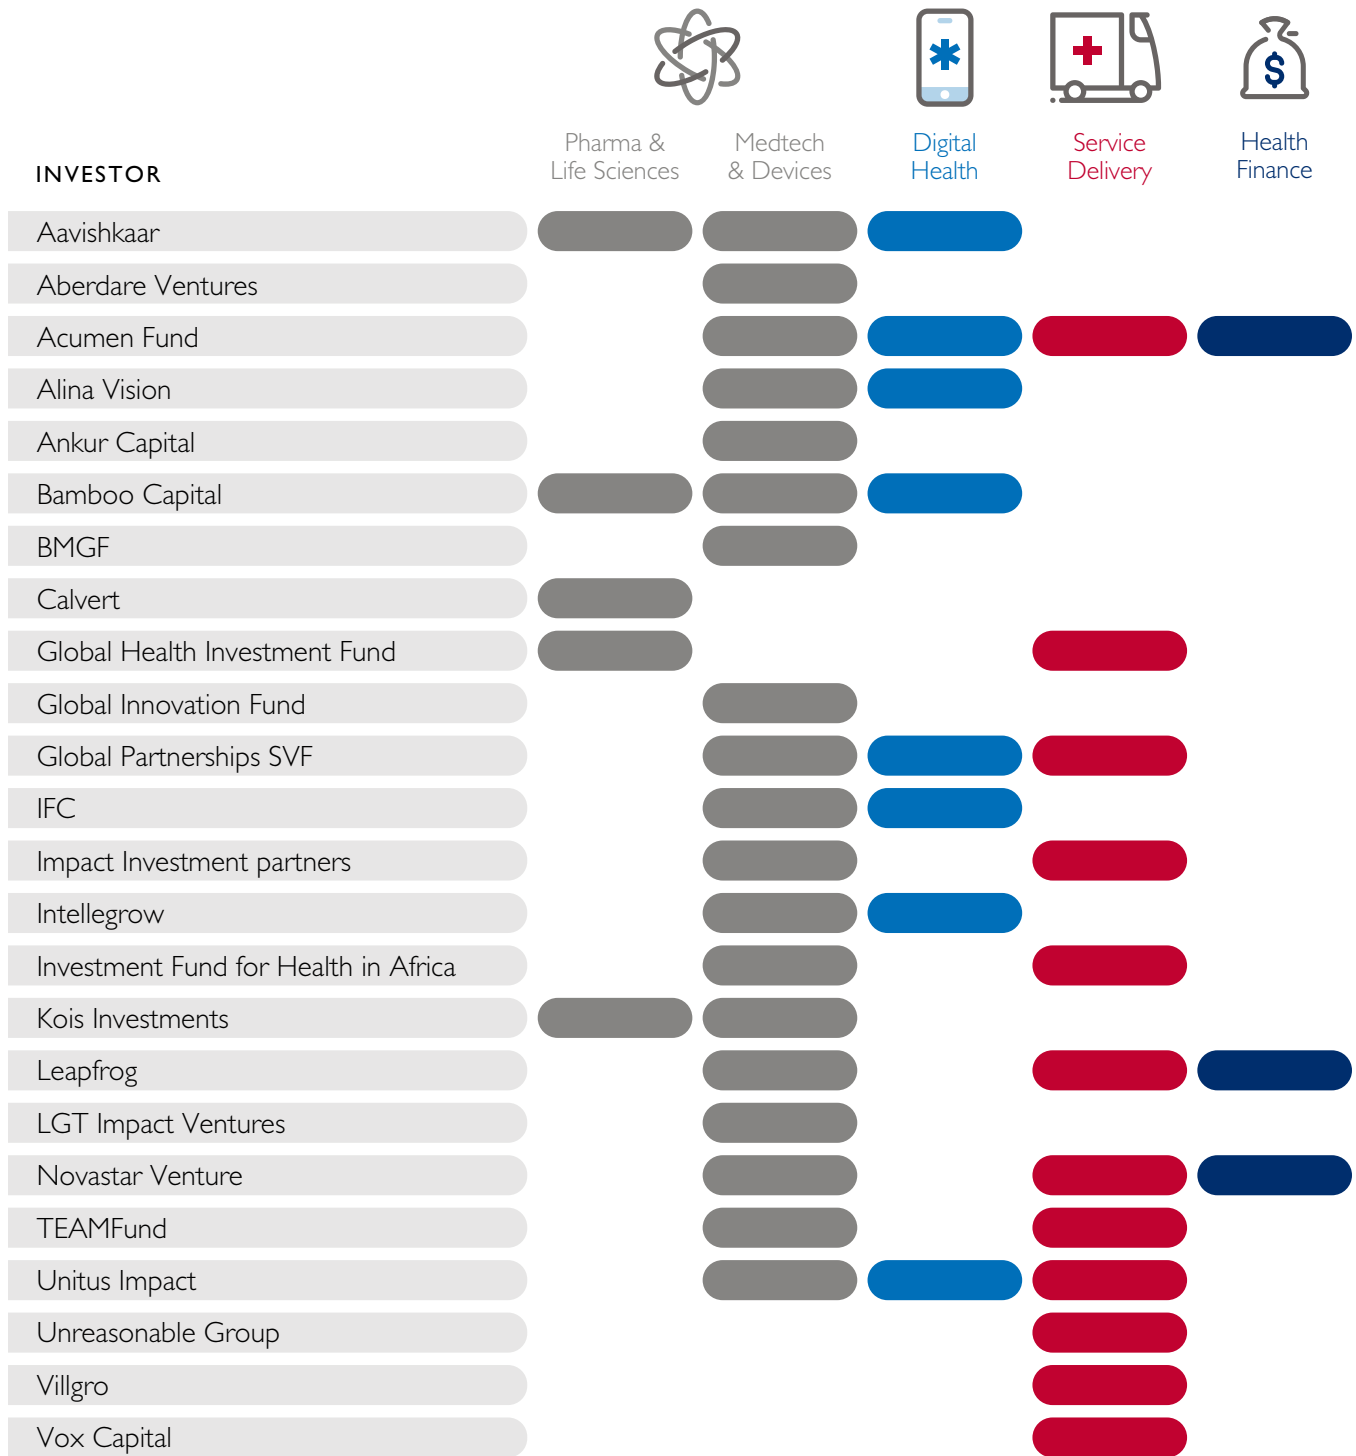 Pharma &
Life Sciences
Medtech
& Devices
Digital
Health
Service
Delivery
Health
Finance
INVESTOR
Aavishkaar
Aberdare Ventures
Acumen Fund
Alina Vision
Ankur Capital
Bamboo Capital
BMGF
Calvert
Global Health Investment Fund
Global Innovation Fund
Global Partnerships SVF
IFC
Impact Investment partners
Intellegrow
Investment Fund for Health in Africa
Kois Investments
Leapfrog
LGT Impact Ventures
Novastar Venture
TEAMFund
Unitus Impact
Unreasonable Group
Villgro
Vox Capital